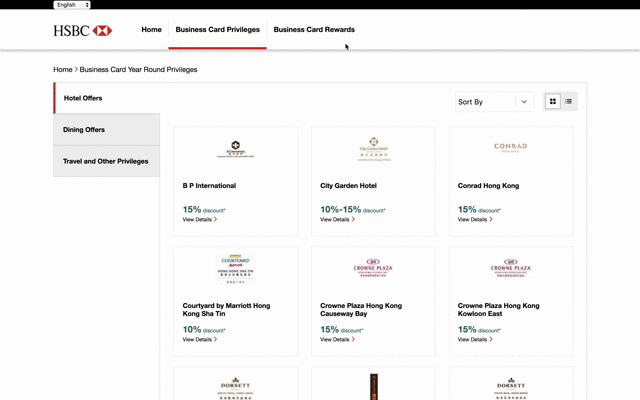 English
HSBC
Home
Business Card Privileges
Business Card Rewards
Home > Business Card Year Round Privileges
Hotel Offers
Dining Offers
Travel and Other Privileges
Sort By
B P International
15% discount*
View Details >
City Garden Hotel
City Garden Hotel
10%-15% discount*
View Details >
CONRAD
Conrad Hong Kong
15% discount*
View Details >
COURTYARD
Marriott
HONG KONG SHA TIN
Courtyard by Marriott Hong
Kong Sha Tin
10% discount*
View Details >
CROWNE PLAZA
Crowne Plaza Hong Kong
Causeway Bay
15% discount*
View Details >
CROWNE PLAZA
Crowne Plaza Hong Kong
Kowloon East
15% discount*
View Details >
DORSETT
DORSETT